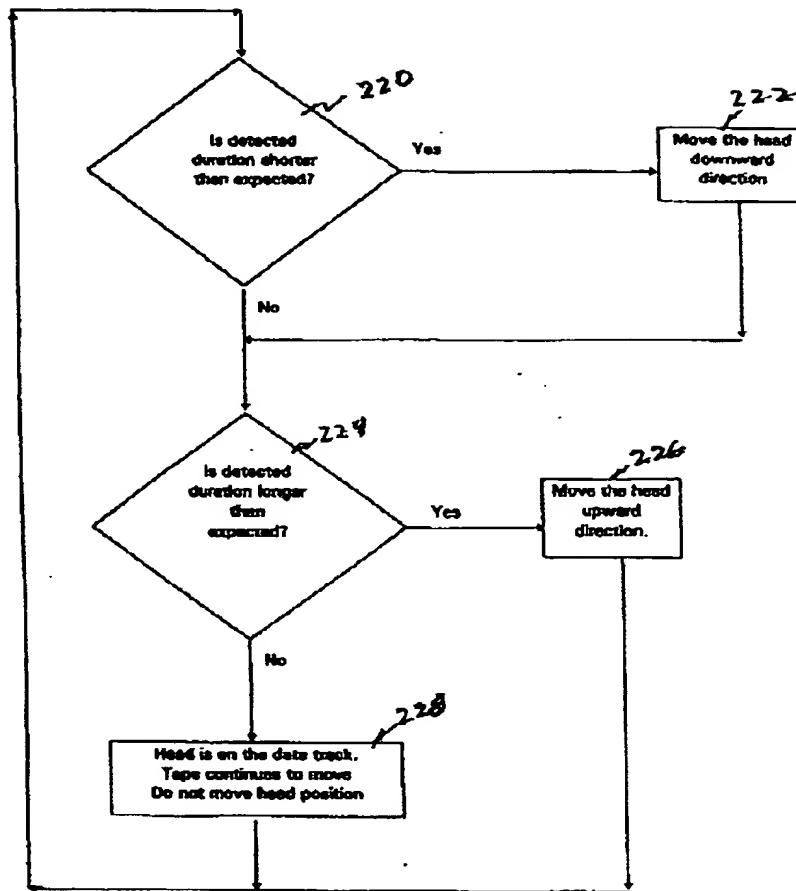 220
Is detected
duration shorter
than expected?
Yes
222
Move the head
downward
direction
No
224
Is detected
duration longer
than
expected?
Yes
226
Move the head
upward
direction.
No
228
Head is on the data track.
Tape continues to move
Do not move head position